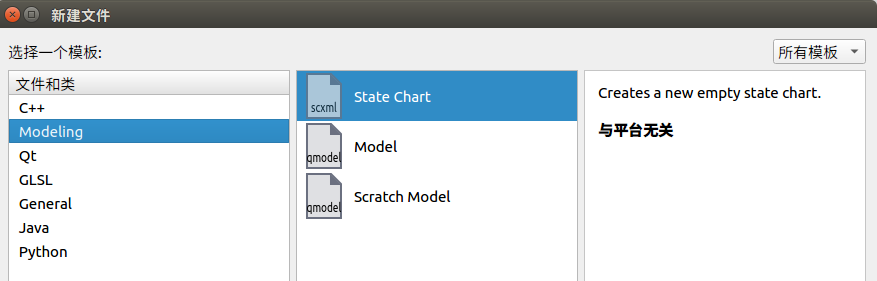 新建文件
选择一个模板:
所有模板
文件和类
C++
Modeling
Qt
GLSL
General
Java
Python
scxml
State Chart
qmodel
Model
qmodel
Scratch Model
Creates a new empty state chart.
与平台无关